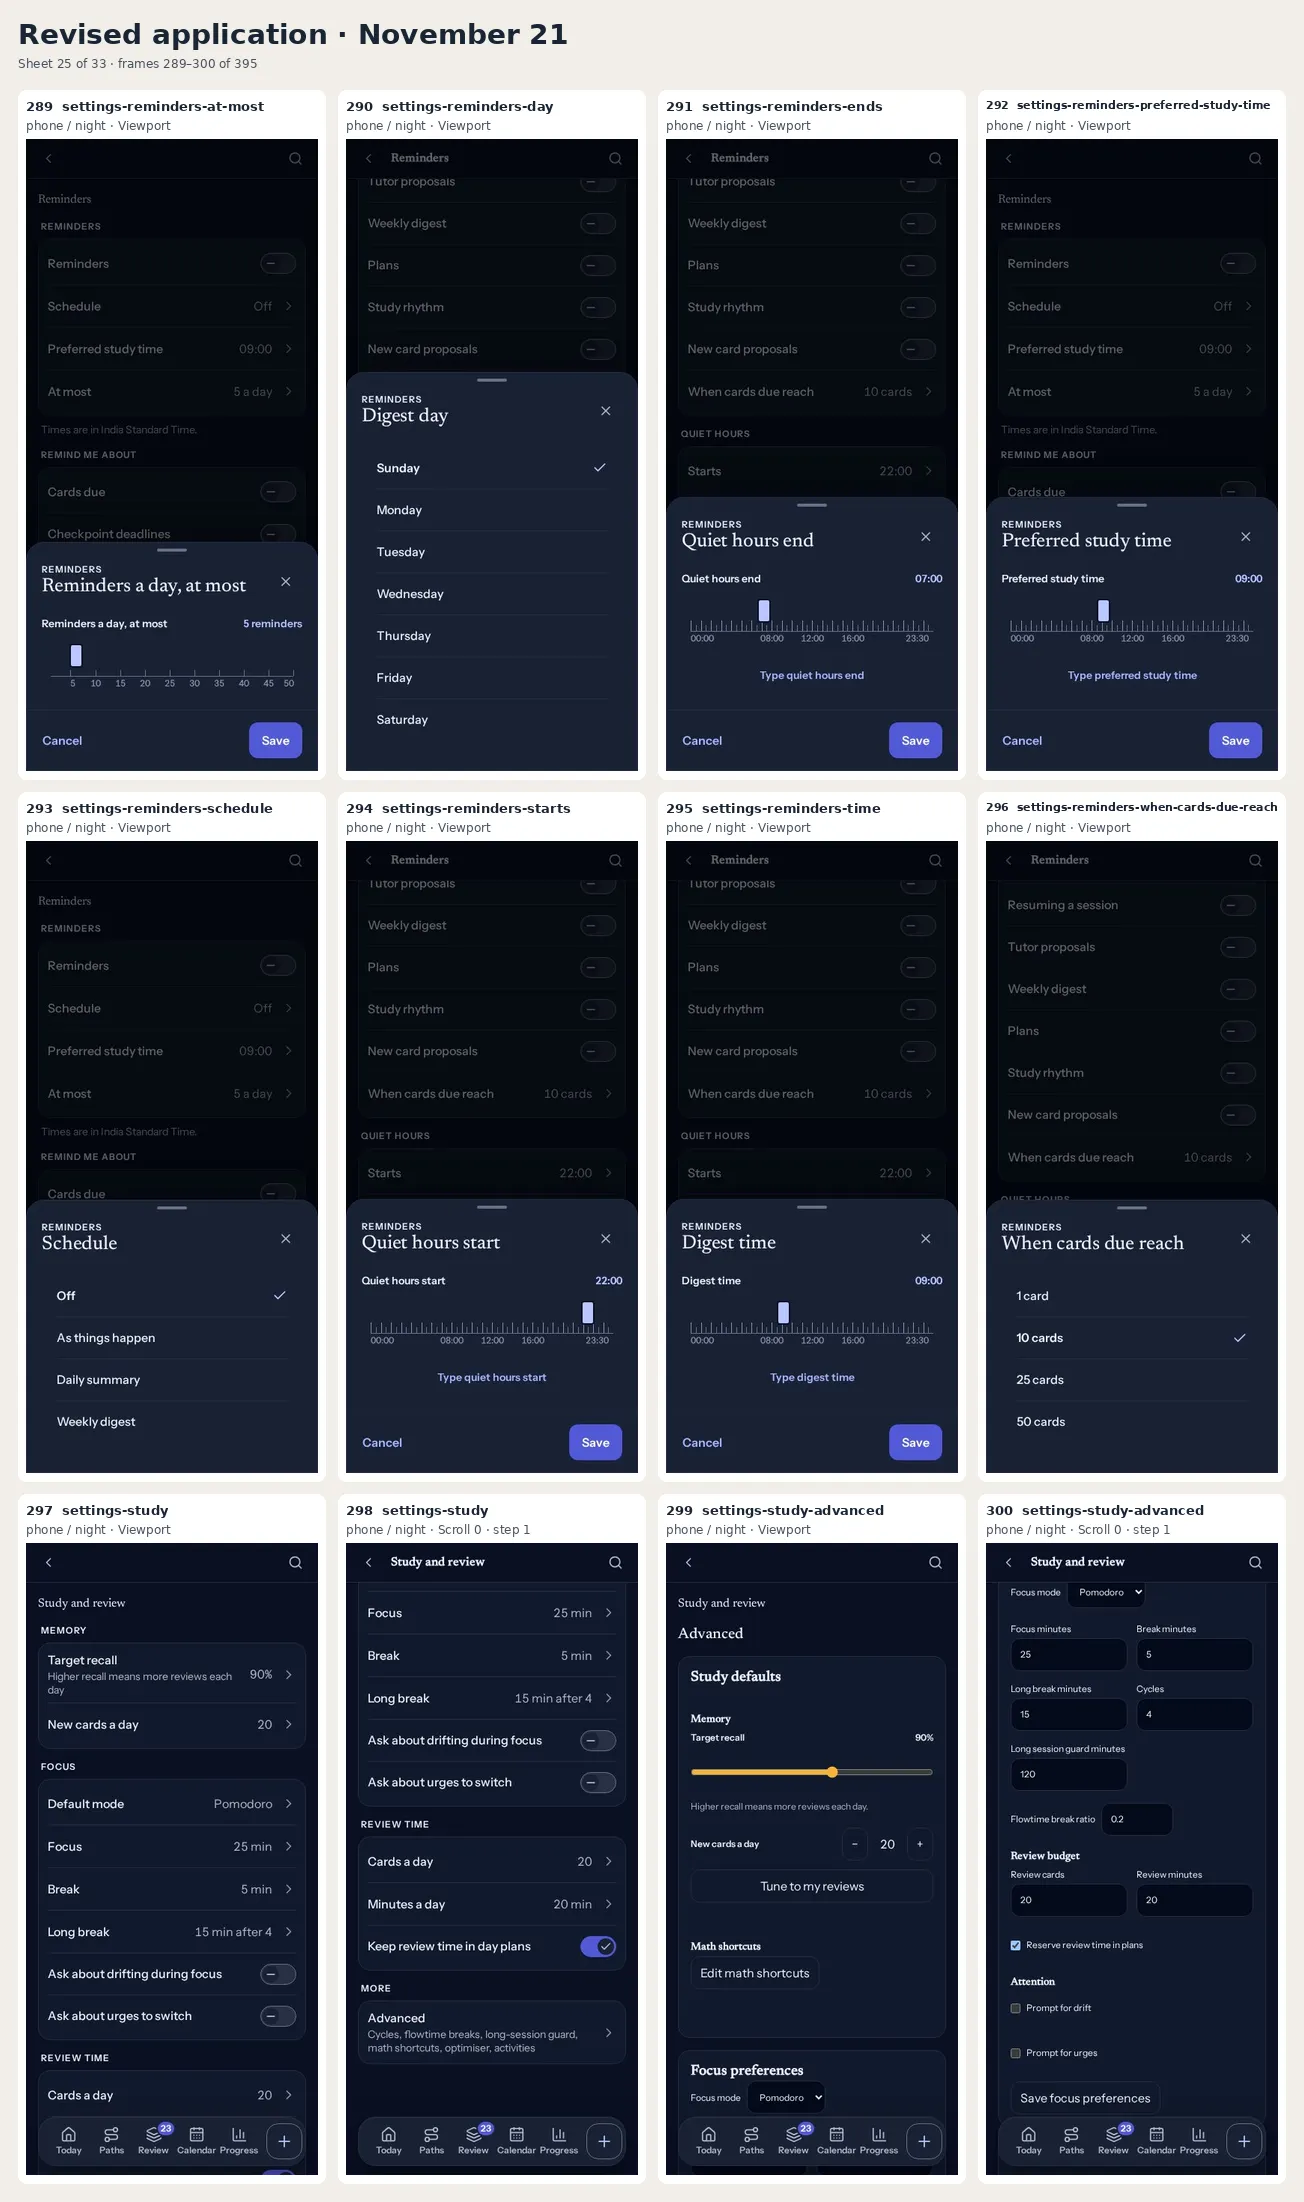 Revised application · November 21
Sheet 25 of 33 · frames 289–300 of 395
289 settings-reminders-at-most
phone / night · Viewport
Reminders
REMINDERS
Reminders
Schedule Off
Preferred study time 09:00
At most 5 a day
Times are in India Standard Time.
REMIND ME ABOUT
Cards due
Checkpoint deadlines
REMINDERS
Reminders a day, at most
Reminders a day, at most 5 reminders
5 10 15 20 25 30 35 40 45 50
Cancel Save
290 settings-reminders-day
phone / night · Viewport
Reminders
Tutor proposals
Weekly digest
Plans
Study rhythm
New card proposals
REMINDERS
Digest day
Sunday
Monday
Tuesday
Wednesday
Thursday
Friday
Saturday
291 settings-reminders-ends
phone / night · Viewport
Reminders
Tutor proposals
Weekly digest
Plans
Study rhythm
New card proposals
When cards due reach 10 cards
QUIET HOURS
Starts 22:00
REMINDERS
Quiet hours end
Quiet hours end 07:00
00:00 08:00 12:00 16:00 23:30
Type quiet hours end
Cancel Save
292 settings-reminders-preferred-study-time
phone / night · Viewport
Reminders
REMINDERS
Reminders
Schedule Off
Preferred study time 09:00
At most 5 a day
Times are in India Standard Time.
REMIND ME ABOUT
Cards due
REMINDERS
Preferred study time
Preferred study time 09:00
00:00 08:00 12:00 16:00 23:30
Type preferred study time
Cancel Save
293 settings-reminders-schedule
phone / night · Viewport
Reminders
REMINDERS
Reminders
Schedule Off
Preferred study time 09:00
At most 5 a day
Times are in India Standard Time.
REMIND ME ABOUT
Cards due
REMINDERS
Schedule
Off
As things happen
Daily summary
Weekly digest
294 settings-reminders-starts
phone / night · Viewport
Reminders
Tutor proposals
Weekly digest
Plans
Study rhythm
New card proposals
When cards due reach 10 cards
QUIET HOURS
Starts 22:00
REMINDERS
Quiet hours start
Quiet hours start 22:00
00:00 08:00 12:00 16:00 23:30
Type quiet hours start
Cancel Save
295 settings-reminders-time
phone / night · Viewport
Reminders
Tutor proposals
Weekly digest
Plans
Study rhythm
New card proposals
When cards due reach 10 cards
QUIET HOURS
Starts 22:00
REMINDERS
Digest time
Digest time 09:00
00:00 08:00 12:00 16:00 23:30
Type digest time
Cancel Save
296 settings-reminders-when-cards-due-reach
phone / night · Viewport
Reminders
Resuming a session
Tutor proposals
Weekly digest
Plans
Study rhythm
New card proposals
When cards due reach 10 cards
QUIET HOURS
REMINDERS
When cards due reach
1 card
10 cards
25 cards
50 cards
297 settings-study
phone / night · Viewport
Study and review
MEMORY
Target recall 90%
Higher recall means more reviews each
day
New cards a day 20
FOCUS
Default mode Pomodoro
Focus 25 min
Break 5 min
Long break 15 min after 4
Ask about drifting during focus
Ask about urges to switch
REVIEW TIME
Cards a day 20
23
Today Paths Review Calendar Progress
298 settings-study
phone / night · Scroll 0 · step 1
Study and review
Focus 25 min
Break 5 min
Long break 15 min after 4
Ask about drifting during focus
Ask about urges to switch
REVIEW TIME
Cards a day 20
Minutes a day 20 min
Keep review time in day plans
MORE
Advanced
Cycles, flowtime breaks, long-session guard,
math shortcuts, optimiser, activities
23
Today Paths Review Calendar Progress
299 settings-study-advanced
phone / night · Viewport
Study and review
Advanced
Study defaults
Memory
Target recall 90%
Higher recall means more reviews each day.
New cards a day − 20 +
Tune to my reviews
Math shortcuts
Edit math shortcuts
Focus preferences
Focus mode Pomodoro
23
Today Paths Review Calendar Progress
300 settings-study-advanced
phone / night · Scroll 0 · step 1
Study and review
Focus mode Pomodoro
Focus minutes Break minutes
25 5
Long break minutes Cycles
15 4
Long session guard minutes
120
Flowtime break ratio 0.2
Review budget
Review cards Review minutes
20 20
Reserve review time in plans
Attention
Prompt for drift
Prompt for urges
Save focus preferences
23
Today Paths Review Calendar Progress